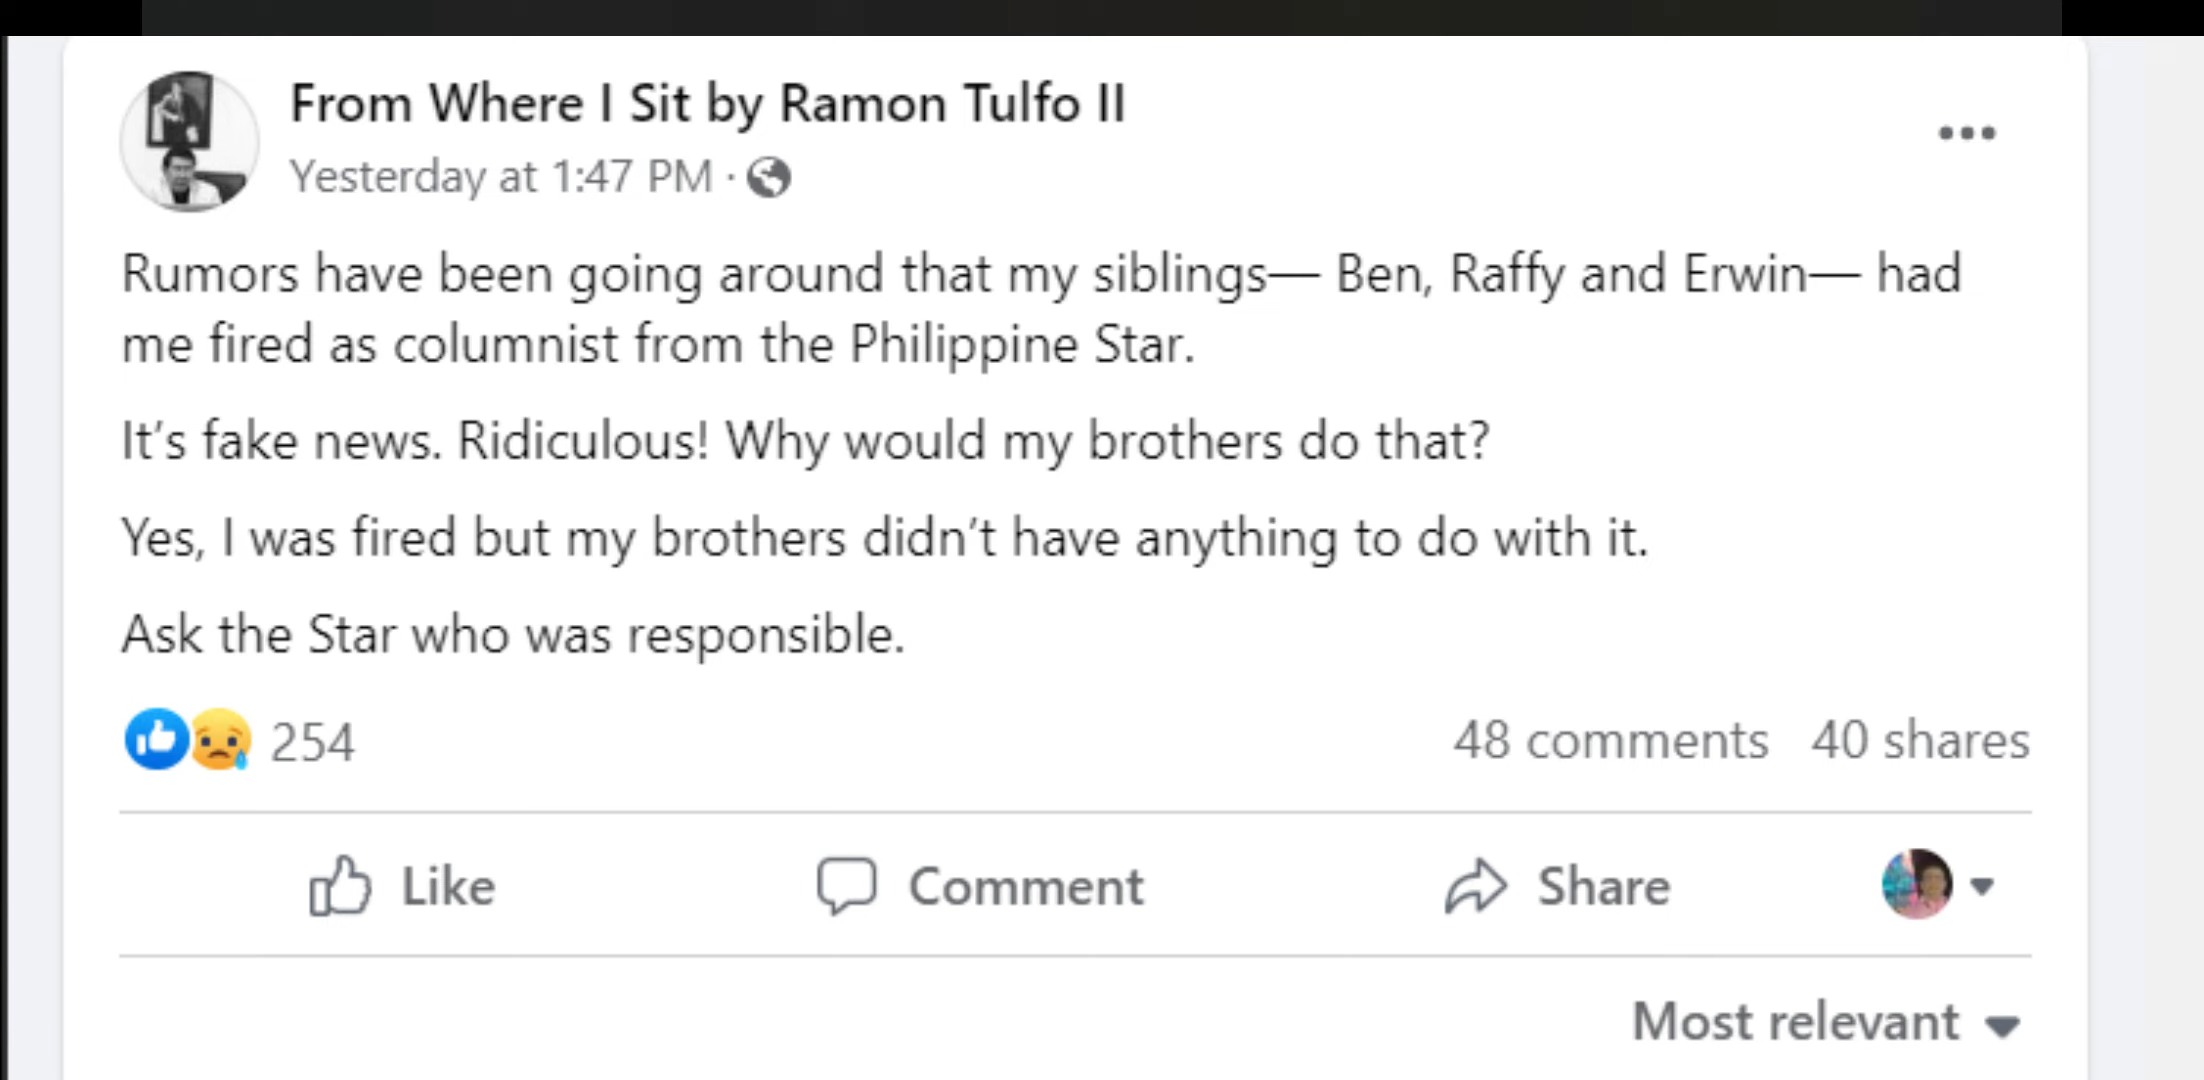 From Where I Sit by Ramon Tulfo II
Yesterday at 1:47 PM ·
Rumors have been going around that my siblings— Ben, Raffy and Erwin— had
me fired as columnist from the Philippine Star.
It’s fake news. Ridiculous! Why would my brothers do that?
Yes, I was fired but my brothers didn’t have anything to do with it.
Ask the Star who was responsible.
254 48 comments 40 shares
Like Comment Share
Most relevant